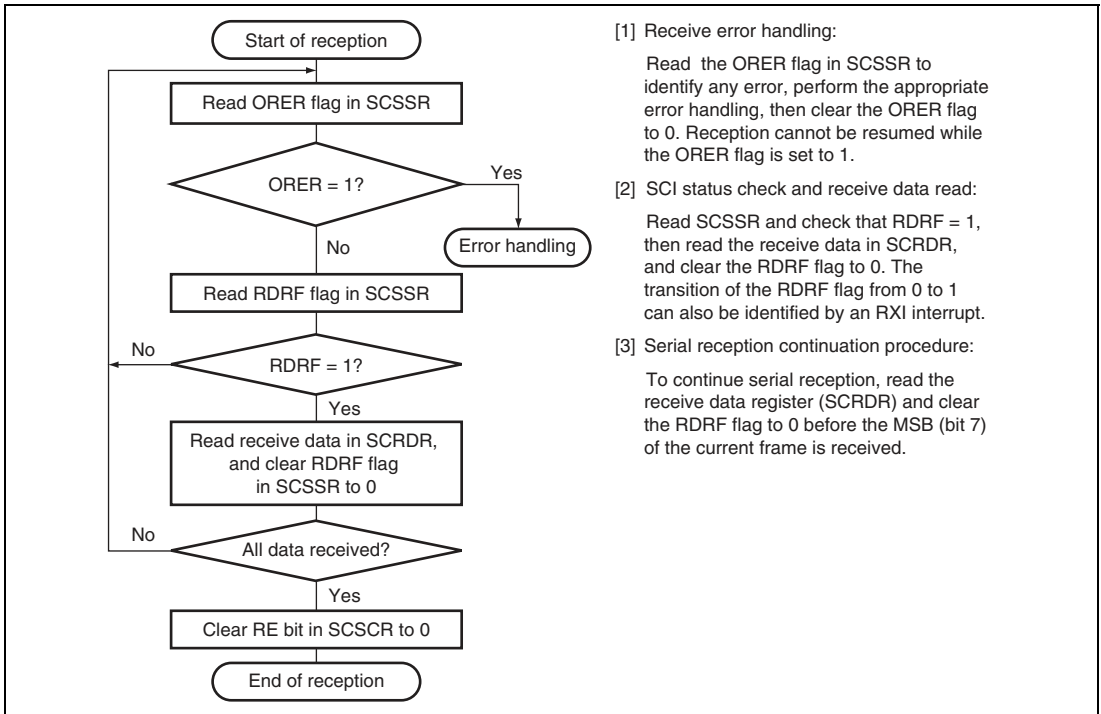 Start of reception
Read ORER flag in SCSSR
ORER = 1?
Yes
Error handling
No
Read RDRF flag in SCSSR
No
RDRF = 1?
Yes
Read receive data in SCRDR,
and clear RDRF flag
in SCSSR to 0
No
All data received?
Yes
Clear RE bit in SCSCR to 0
End of reception
[1] Receive error handling:
Read the ORER flag in SCSSR to
identify any error, perform the appropriate
error handling, then clear the ORER flag
to 0. Reception cannot be resumed while
the ORER flag is set to 1.
[2] SCI status check and receive data read:
Read SCSSR and check that RDRF = 1,
then read the receive data in SCRDR,
and clear the RDRF flag to 0. The
transition of the RDRF flag from 0 to 1
can also be identified by an RXI interrupt.
[3] Serial reception continuation procedure:
To continue serial reception, read the
receive data register (SCRDR) and clear
the RDRF flag to 0 before the MSB (bit 7)
of the current frame is received.